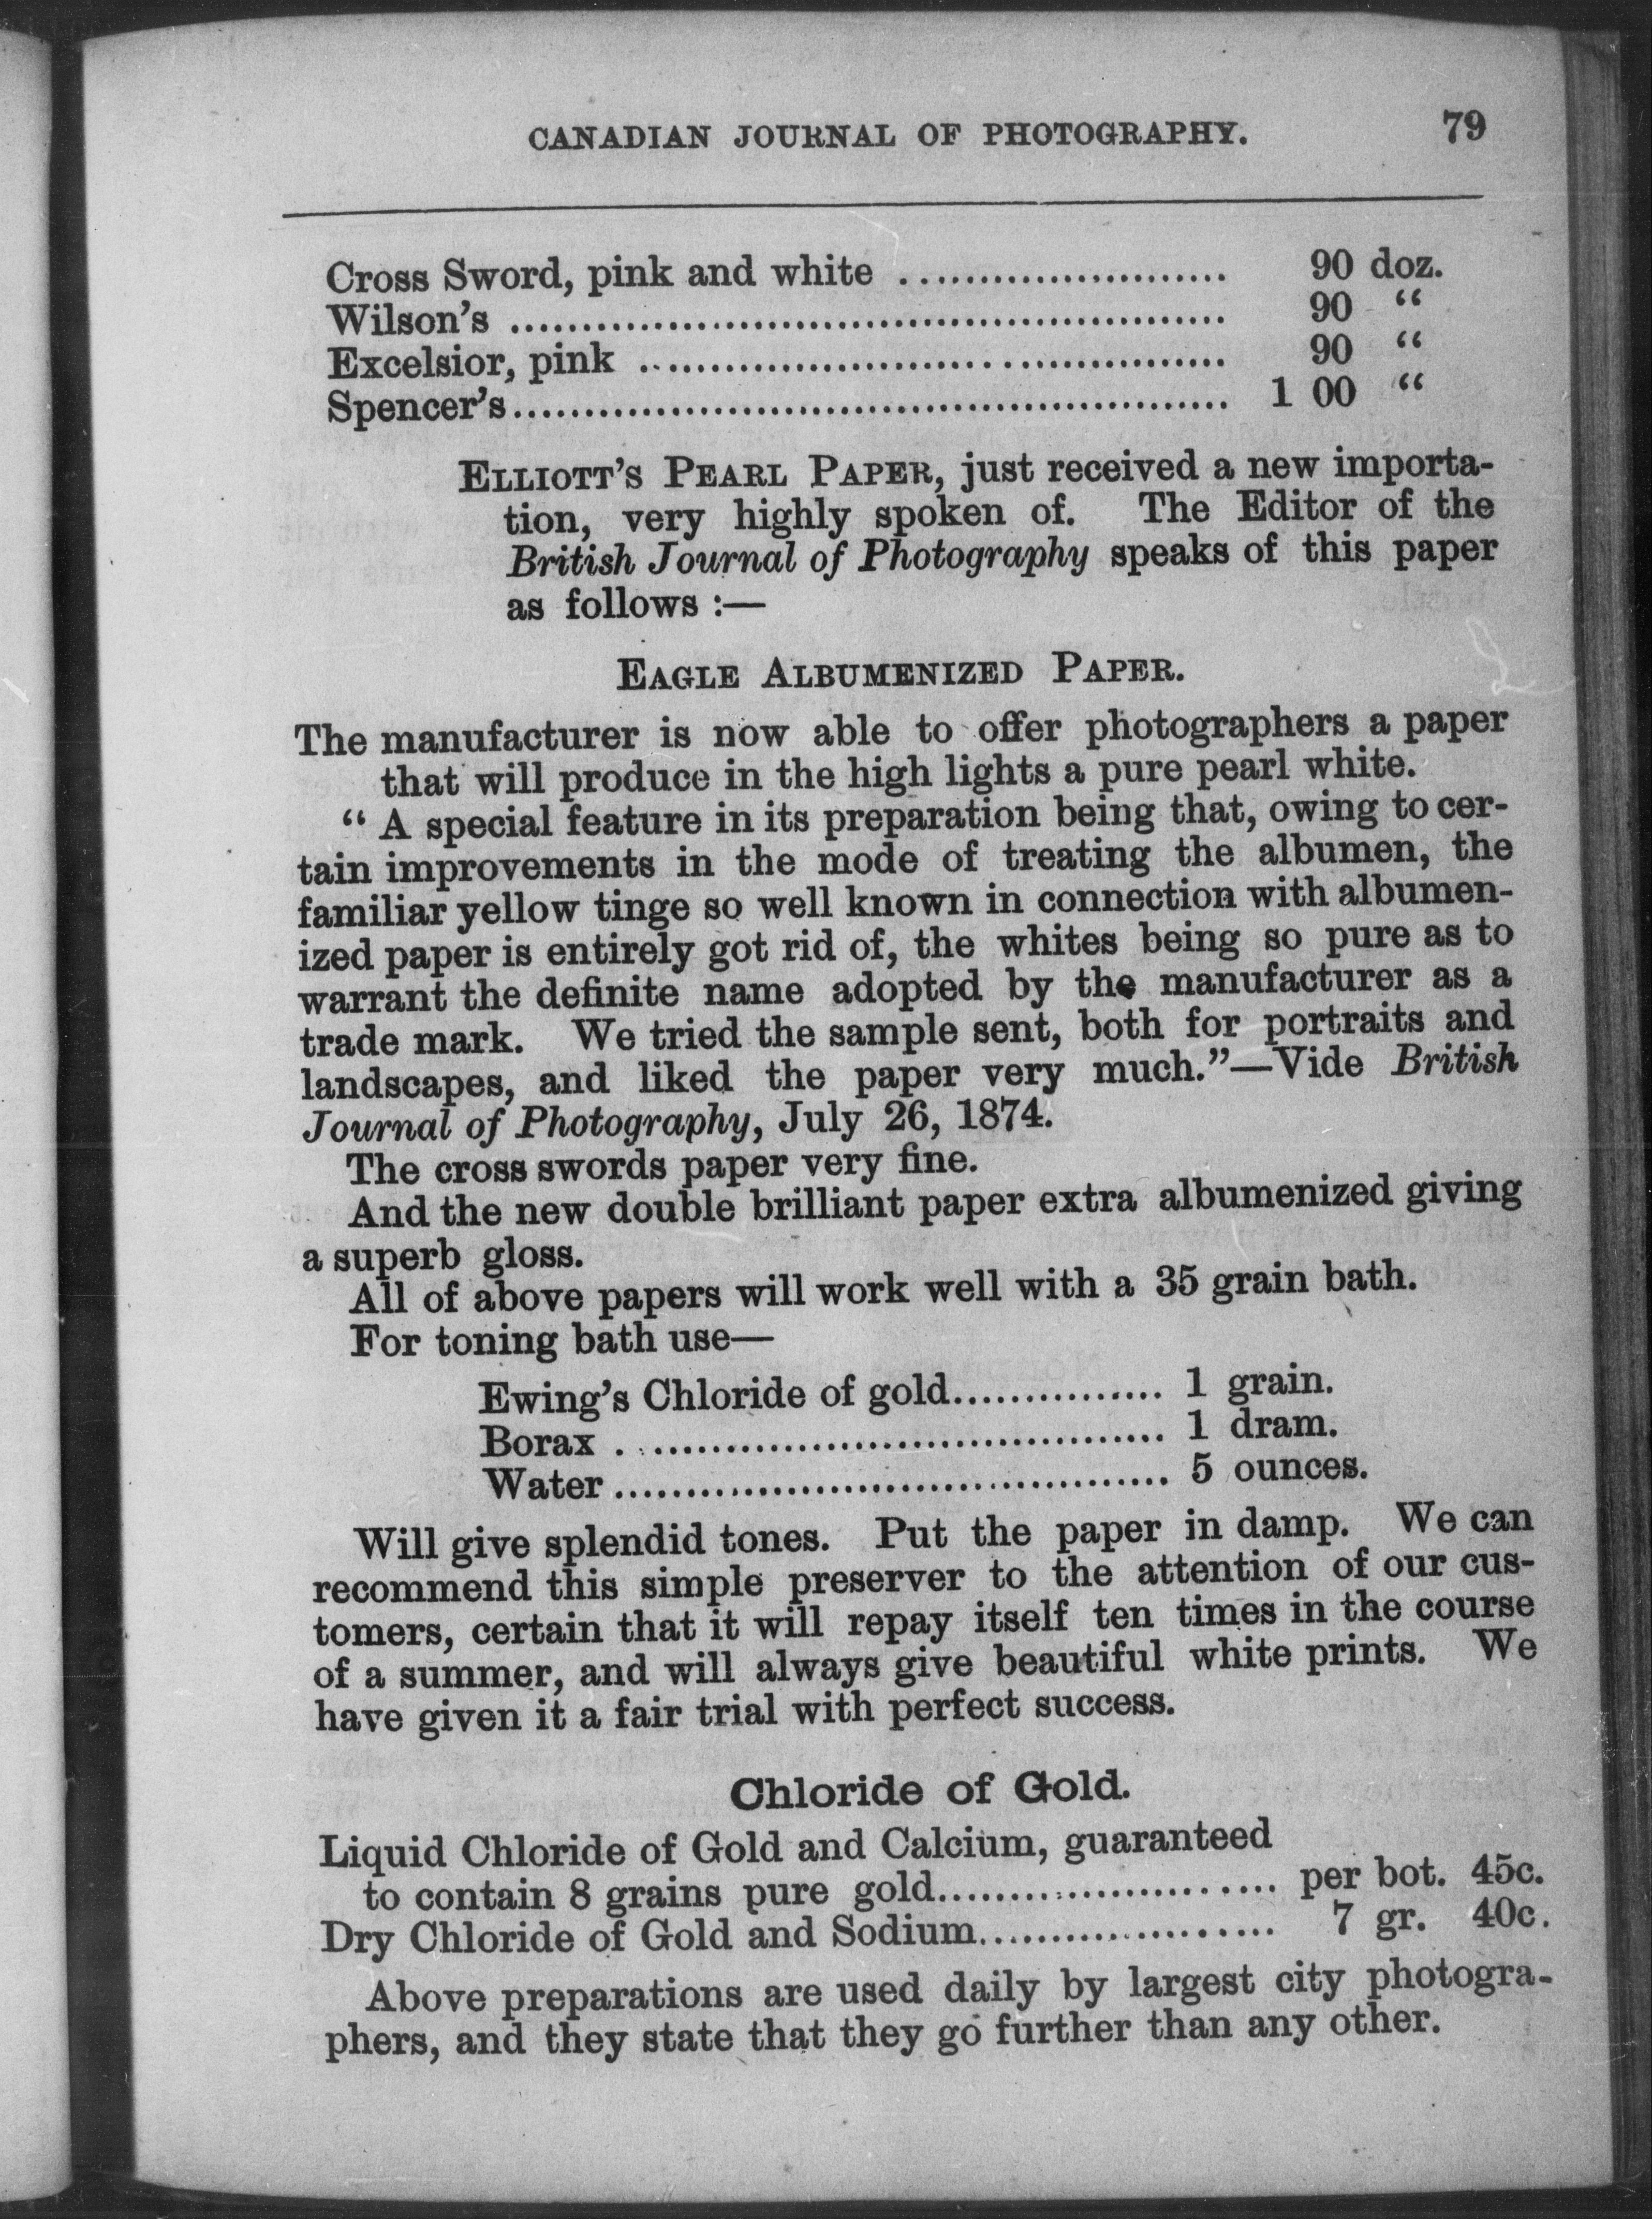 CANADIAN JOURNAL OF PHOTOGRAPHY. 79
Cross Sword, pink and white ........................ 90 doz.
Wilson's .................................................... 90 “
Excelsior, pink .......................................... 90 “
Spencer's.................................................... 1 00 “
ELLIOTT'S PEARL PAPER, just received a new importa-
tion, very highly spoken of. The Editor of the
British Journal of Photography speaks of this paper
as follows :—
EAGLE ALBUMENIZED PAPER.
The manufacturer is now able to offer photographers a paper
that will produce in the high lights a pure pearl white.
“ A special feature in its preparation being that, owing to cer-
tain improvements in the mode of treating the albumen, the
familiar yellow tinge so well known in connection with albumen-
ized paper is entirely got rid of, the whites being so pure as to
warrant the definite name adopted by the manufacturer as a
trade mark. We tried the sample sent, both for portraits and
landscapes, and liked the paper very much.”—Vide British
Journal of Photography, July 26, 1874.
The cross swords paper very fine.
And the new double brilliant paper extra albumenized giving
a superb gloss.
All of above papers will work well with a 35 grain bath.
For toning bath use—
Ewing's Chloride of gold............... 1 grain.
Borax ....................................... 1 dram.
Water........................................ 5 ounces.
Will give splendid tones. Put the paper in damp. We can
recommend this simple preserver to the attention of our cus-
tomers, certain that it will repay itself ten times in the course
of a summer, and will always give beautiful white prints. We
have given it a fair trial with perfect success.
Chloride of Gold.
Liquid Chloride of Gold and Calcium, guaranteed
to contain 8 grains pure gold........................ per bot. 45c.
Dry Chloride of Gold and Sodium..................... 7 gr. 40c.
Above preparations are used daily by largest city photogra-
phers, and they state that they go further than any other.